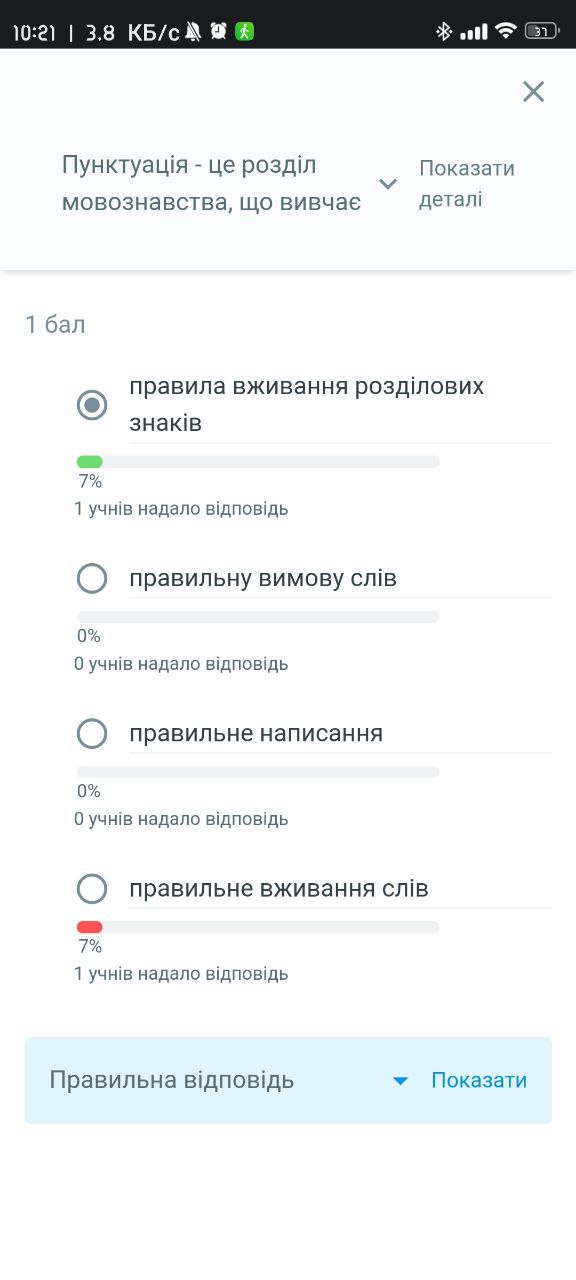 10:21 | 3,8 КБ/с
37
Пунктуація - це розділ
мовознавства, що вивчає
Показати
деталі
1 бал
правила вживання розділових
знаків
7%
1 учнів надало відповідь
правильну вимову слів
0%
0 учнів надало відповідь
правильне написання
0%
0 учнів надало відповідь
правильне вживання слів
7%
1 учнів надало відповідь
Правильна відповідь
Показати